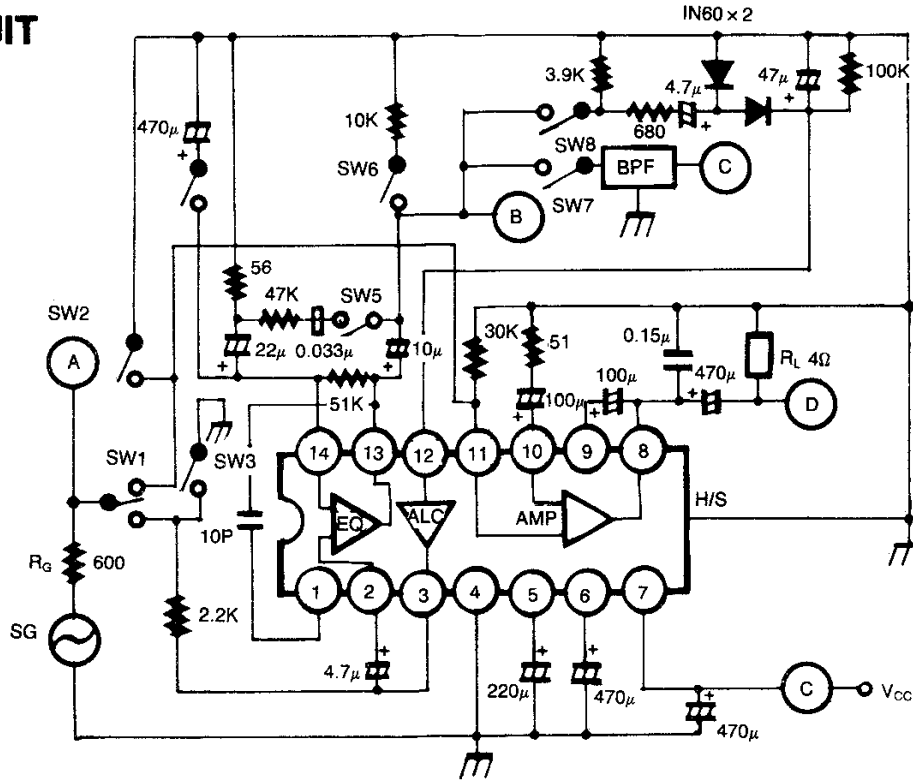 UIT
IN60 × 2
3.9K
4.7μ
47μ
100K
470μ
+
10K
680
+
+
SW6
SW8
BPF
C
SW7
B
56
SW2
47K
SW5
30K
51
0.15μ
A
22μ
0.033μ
10μ
470μ
RL 4Ω
+
+
100μ
+
D
51K
100μ
+
+
SW1
SW3
14
13
12
11
10
9
8
H/S
EQ
ALC
AMP
10P
RG
600
1
2
3
4
5
6
7
2.2K
SG
+
+
+
4.7μ
220μ
470μ
C
VCC
+
470μ